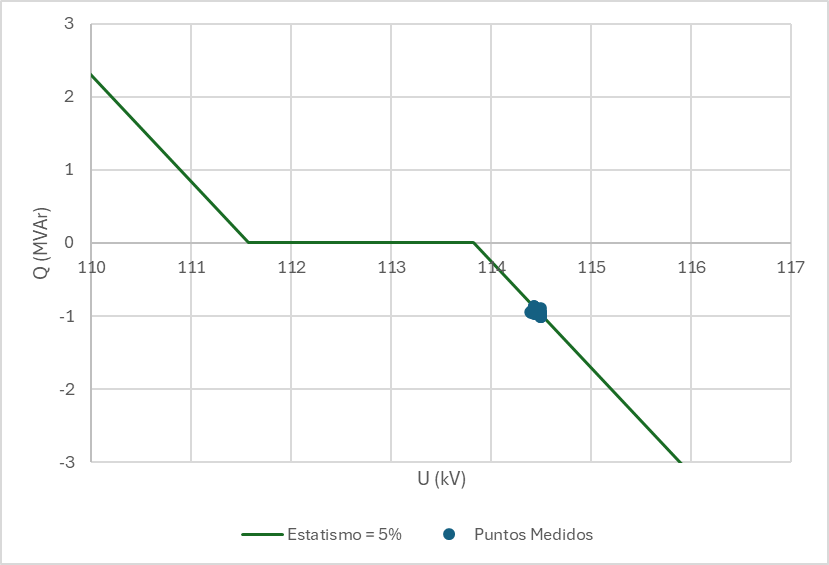 3
2
1
0
-1
-2
-3
Q (MVAr)
110 111 112 113 114 115 116 117
U (kV)
Estatismo = 5% Puntos Medidos